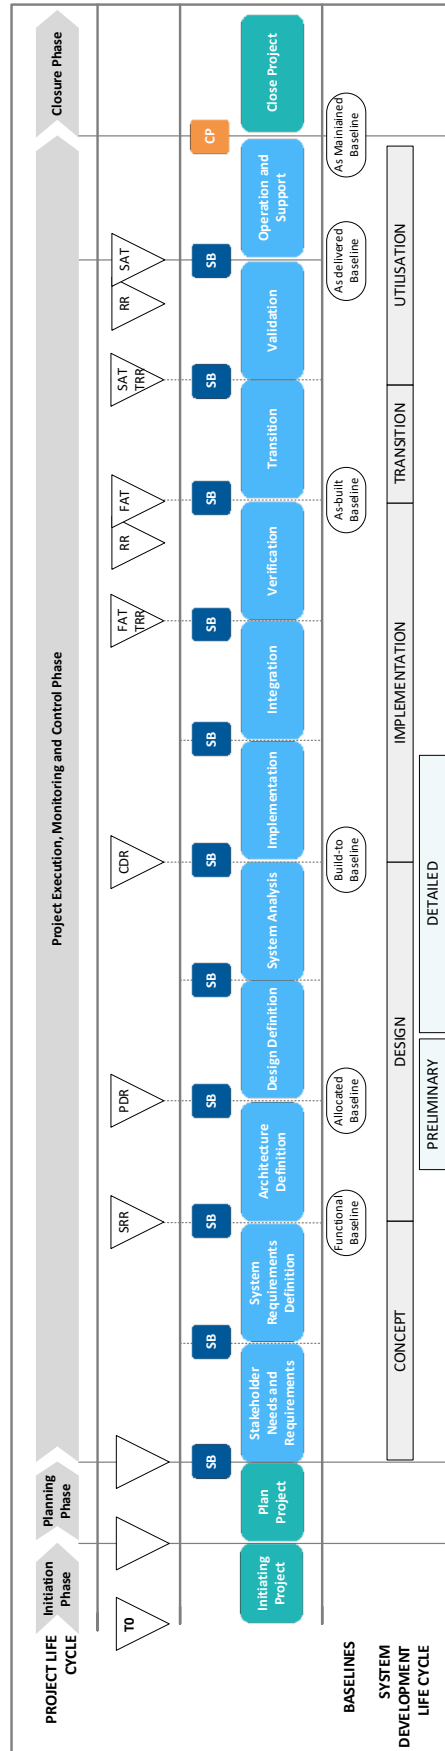 PROJECT LIFE
CYCLE
Initiation
Phase
Planning
Phase
Project Execution, Monitoring and Control Phase
Closure Phase
T0
SRR
PDR
CDR
FAT
TRR
RR
FAT
SAT
TRR
RR
SAT
SB
SB
SB
SB
SB
SB
SB
SB
SB
SB
SB
CP
Initiating
Project
Plan
Project
Stakeholder
Needs and
Requirements
System
Requirements
Definition
Architecture
Definition
Design Definition
System Analysis
Implementation
Integration
Verification
Transition
Validation
Operation and
Support
Close Project
BASELINES
Functional
Baseline
Allocated
Baseline
Build-to
Baseline
As-built
Baseline
As delivered
Baseline
As Mainiained
Baseline
SYSTEM
DEVELOPMENT
LIFE CYCLE
CONCEPT
DESIGN
IMPLEMENTATION
TRANSITION
UTILISATION
PRELIMINARY
DETAILED